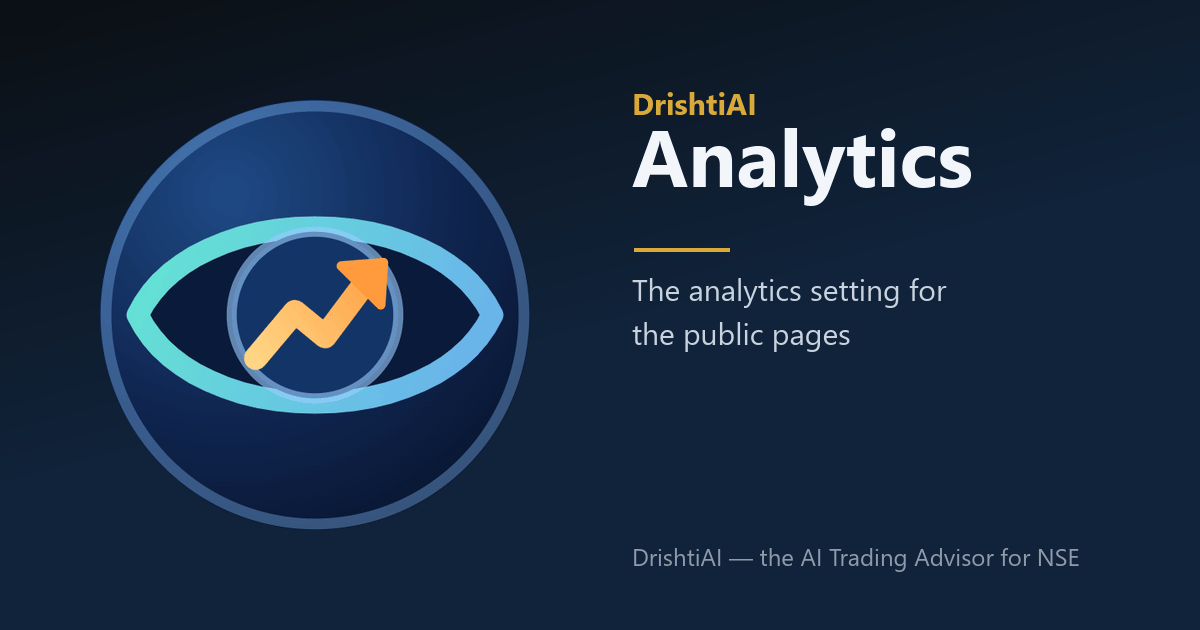 DrishtiAI
Analytics
The analytics setting for
the public pages
DrishtiAI — the AI Trading Advisor for NSE